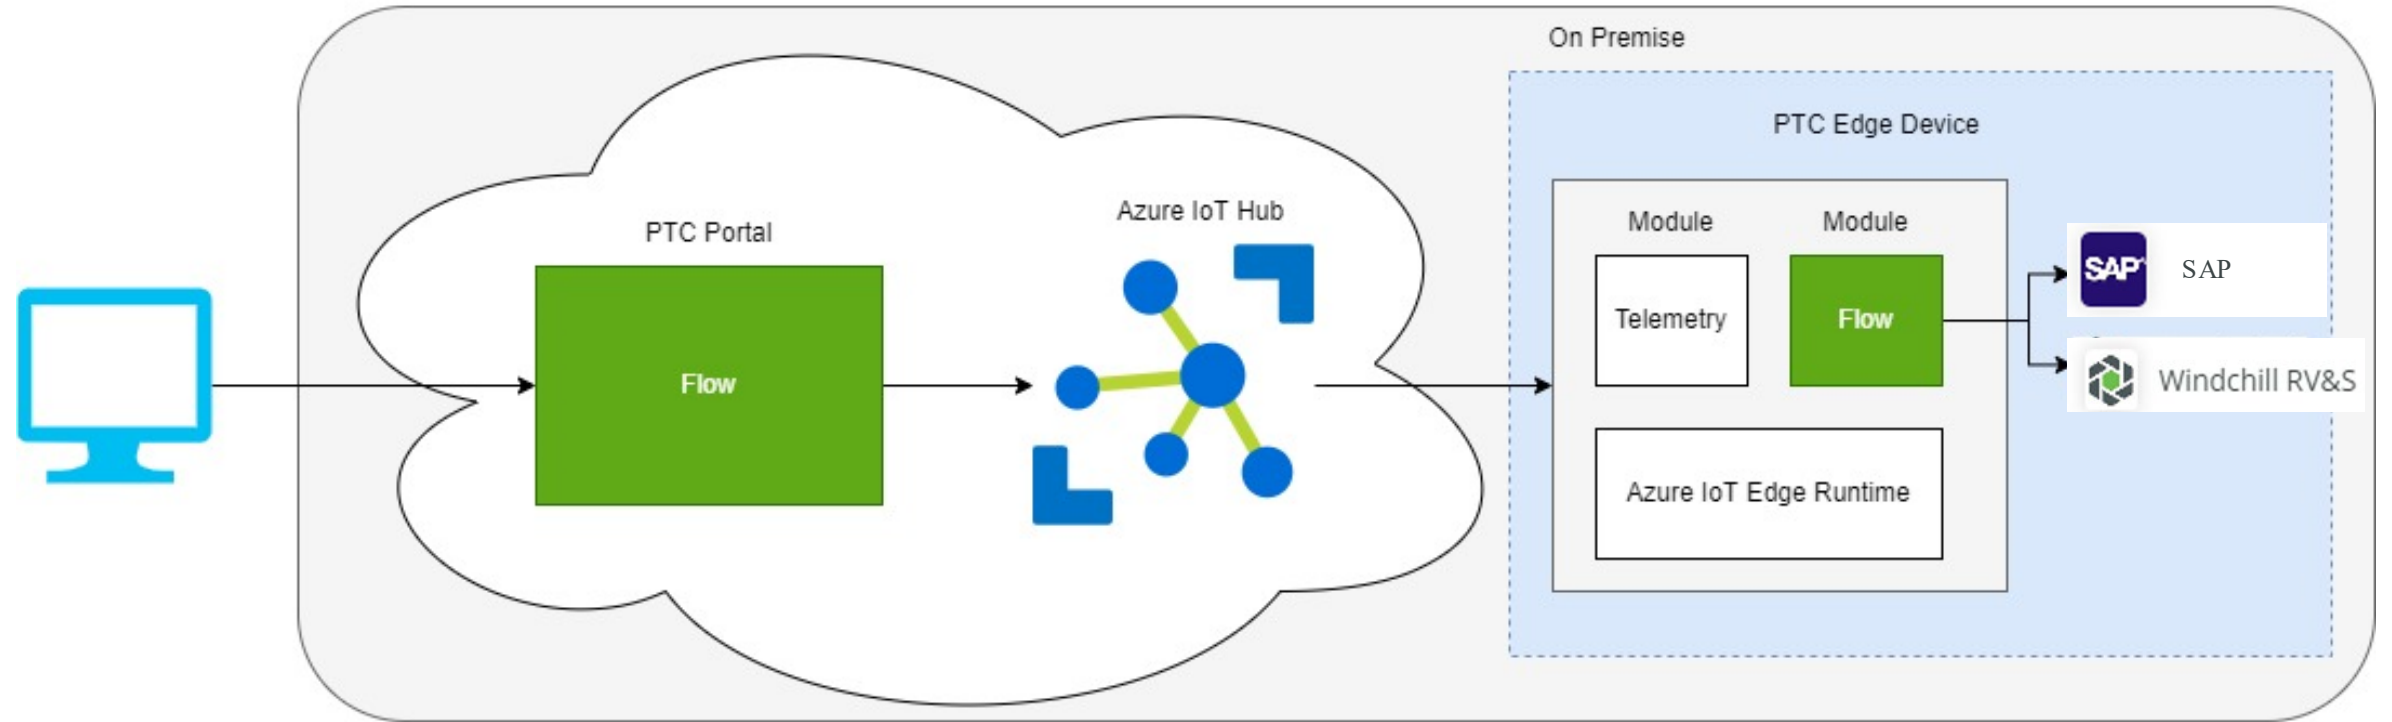 On Premise
PTC Edge Device
Azure IoT Hub
PTC Portal
Module
Module
SAP
SAP
Telemetry
Flow
Flow
Windchill RV&S
Azure IoT Edge Runtime